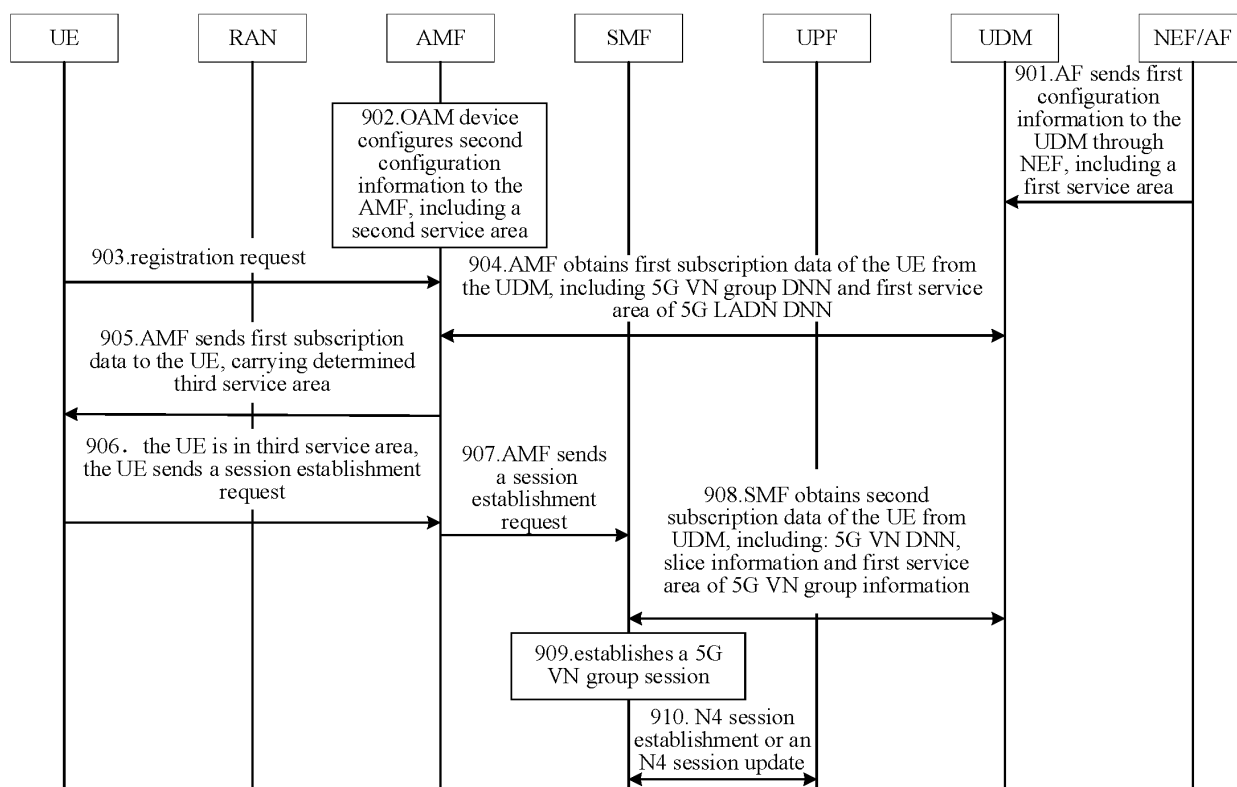 UE
RAN
AMF
SMF
UPF
UDM
NEF/AF
901.AF sends first
configuration
information to the
UDM through
NEF, including a
first service area
902.OAM device
configures second
configuration
information to the
AMF, including a
second service area
903.registration request
904.AMF obtains first subscription data of the UE from
the UDM, including 5G VN group DNN and first service
area of 5G LADN DNN
905.AMF sends first subscription
data to the UE, carrying determined
third service area
906. the UE is in third service area,
the UE sends a session establishment
request
907.AMF sends
a session
establishment
request
908.SMF obtains second
subscription data of the UE from
UDM, including: 5G VN DNN,
slice information and first service
area of 5G VN group information
909.establishes a 5G
VN group session
910. N4 session
establishment or an
N4 session update